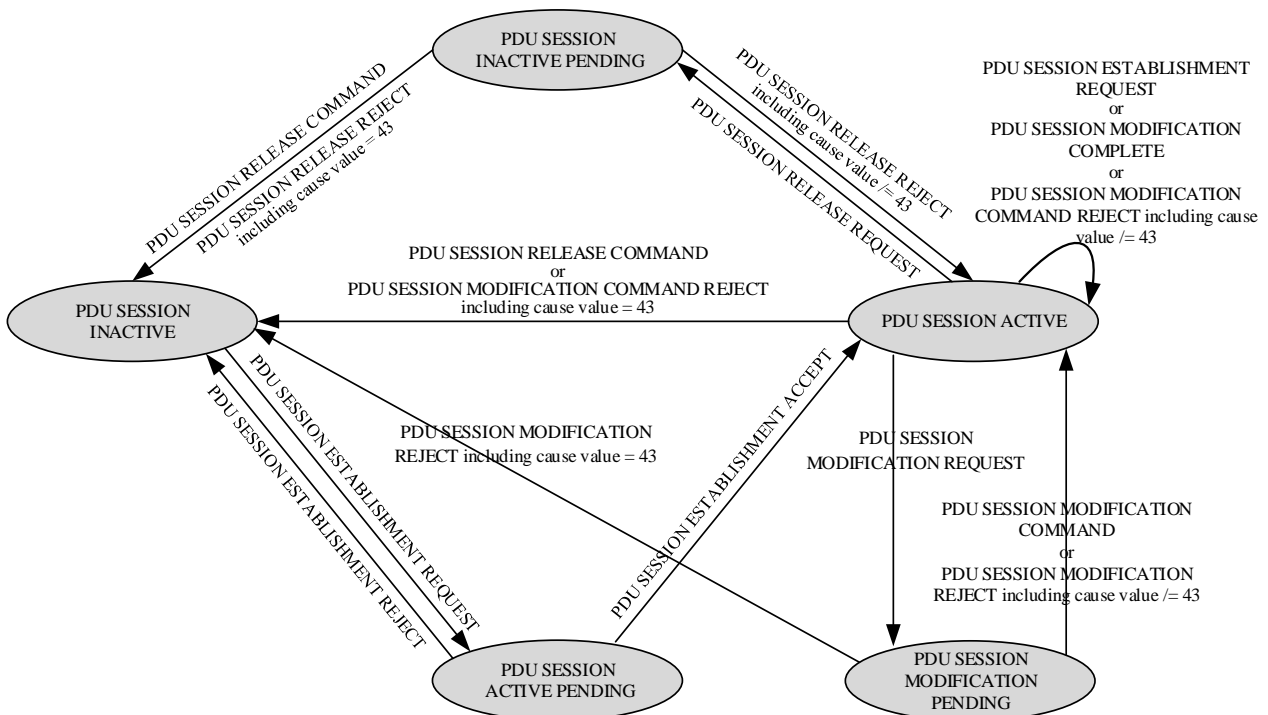 PDU SESSION
INACTIVE PENDING
PDU SESSION RELEASE COMMAND
PDU SESSION RELEASE REJECT
including cause value = 43
PDU SESSION RELEASE REJECT
including cause value /= 43
PDU SESSION RELEASE REQUEST
PDU SESSION ESTABLISHMENT
REQUEST
or
PDU SESSION MODIFICATION
COMPLETE
or
PDU SESSION MODIFICATION
COMMAND REJECT including cause
value /= 43
PDU SESSION RELEASE COMMAND
or
PDU SESSION MODIFICATION COMMAND REJECT
including cause value = 43
PDU SESSION
INACTIVE
PDU SESSION ACTIVE
PDU SESSION ESTABLISHMENT REQUEST
PDU SESSION ESTABLISHMENT REJECT
PDU SESSION MODIFICATION
REJECT including cause value = 43
PDU SESSION ESTABLISHMENT ACCEPT
PDU SESSION
MODIFICATION REQUEST
PDU SESSION MODIFICATION
COMMAND
or
PDU SESSION MODIFICATION
REJECT including cause value /= 43
PDU SESSION
ACTIVE PENDING
PDU SESSION
MODIFICATION
PENDING